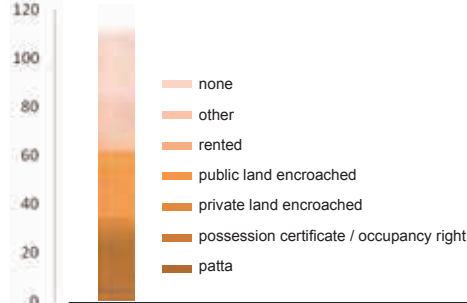 120
100
80
60
40
20
0
none
other
rented
public land encroached
private land encroached
possession certificate / occupancy right
patta